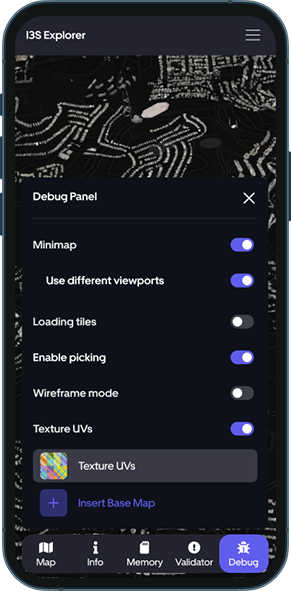 I3S Explorer
Debug Panel
Minimap
Use different viewports
Loading tiles
Enable picking
Wireframe mode
Texture UVs
Texture UVs
Insert Base Map
Map Info Memory Validator Debug